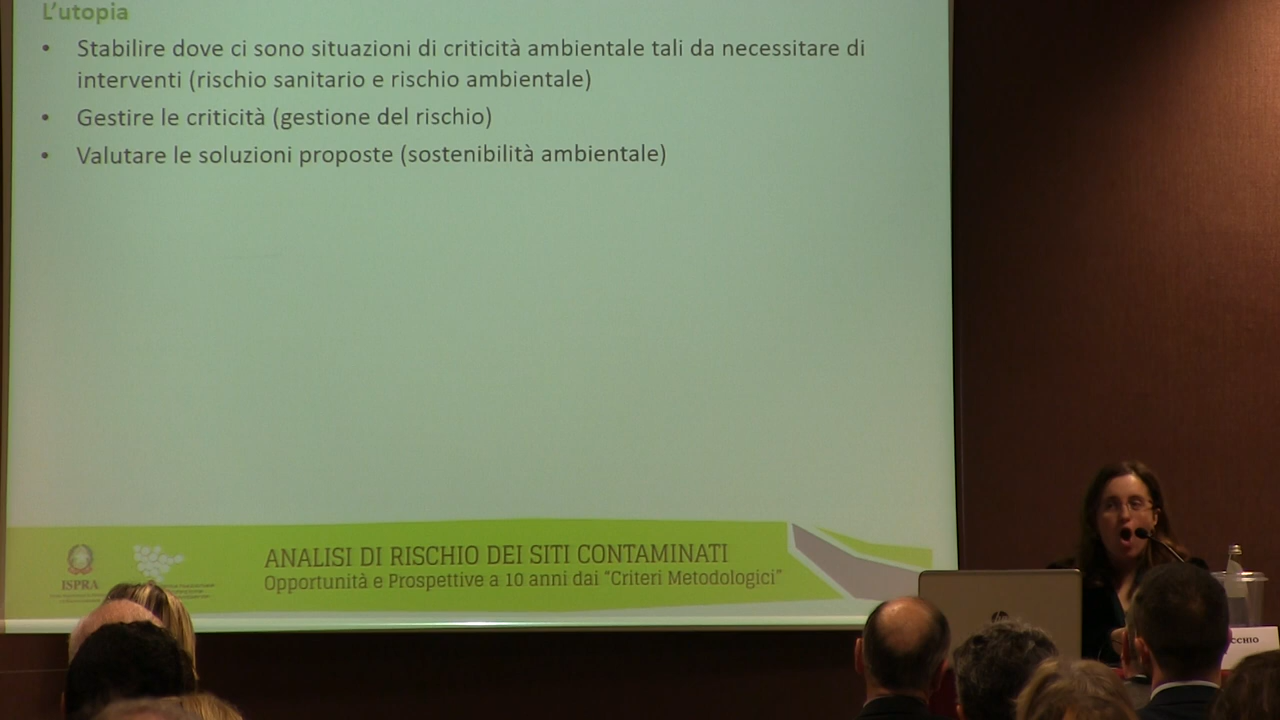 L'utopia
• Stabilire dove ci sono situazioni di criticità ambientale tali da necessitare di
interventi (rischio sanitario e rischio ambientale)
• Gestire le criticità (gestione del rischio)
• Valutare le soluzioni proposte (sostenibilità ambientale)
ANALISI DI RISCHIO DEI SITI CONTAMINATI
Opportunità e Prospettive a 10 anni dai "Criteri Metodologici"
ISPRA
CCHIO